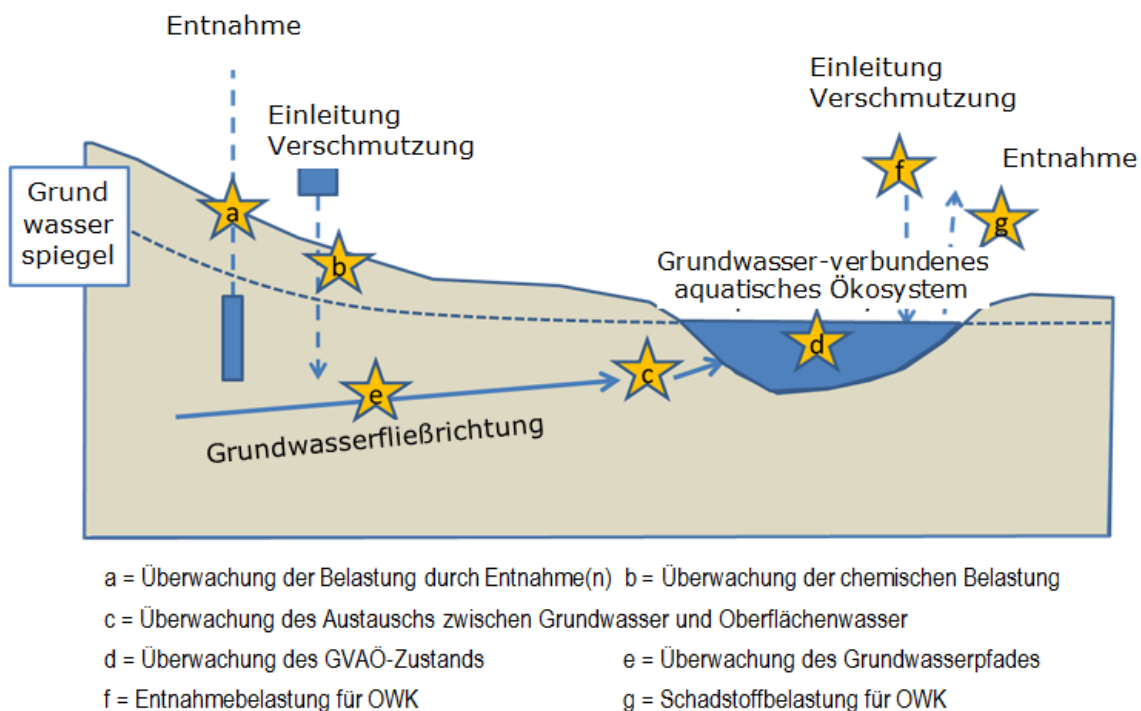 Entnahme
Einleitung
Verschmutzung
Einleitung
Verschmutzung
Entnahme
Grund
wasser
spiegel
a
b
f
g
Grundwasser-verbundenes
aquatisches Ökosystem
d
c
e
Grundwasserfließrichtung
a = Überwachung der Belastung durch Entnahme(n) b = Überwachung der chemischen Belastung
c = Überwachung des Austauschs zwischen Grundwasser und Oberflächenwasser
d = Überwachung des GVAÖ-Zustands e = Überwachung des Grundwasserpfades
f = Entnahmebelastung für OWK g = Schadstoffbelastung für OWK